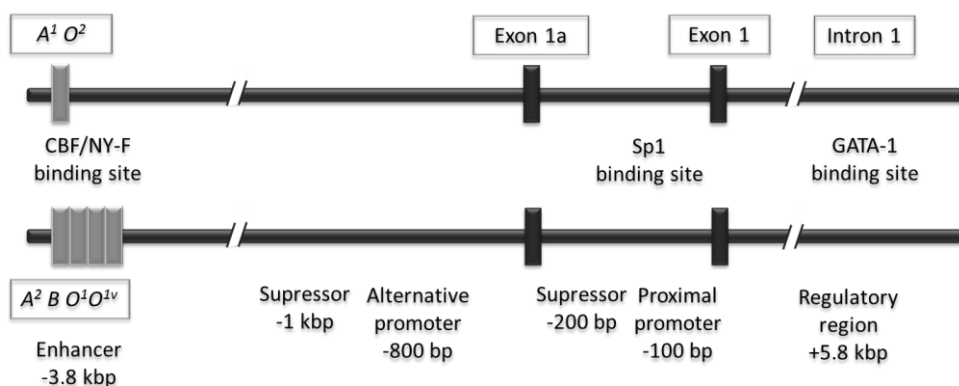 A¹ O²
Exon 1a
Exon 1
Intron 1
CBF/NY-F
binding site
Sp1
binding site
GATA-1
binding site
A² B O¹O¹ᵛ
Enhancer
-3.8 kbp
Supressor
-1 kbp
Alternative
promoter
-800 bp
Supressor
-200 bp
Proximal
promoter
-100 bp
Regulatory
region
+5.8 kbp